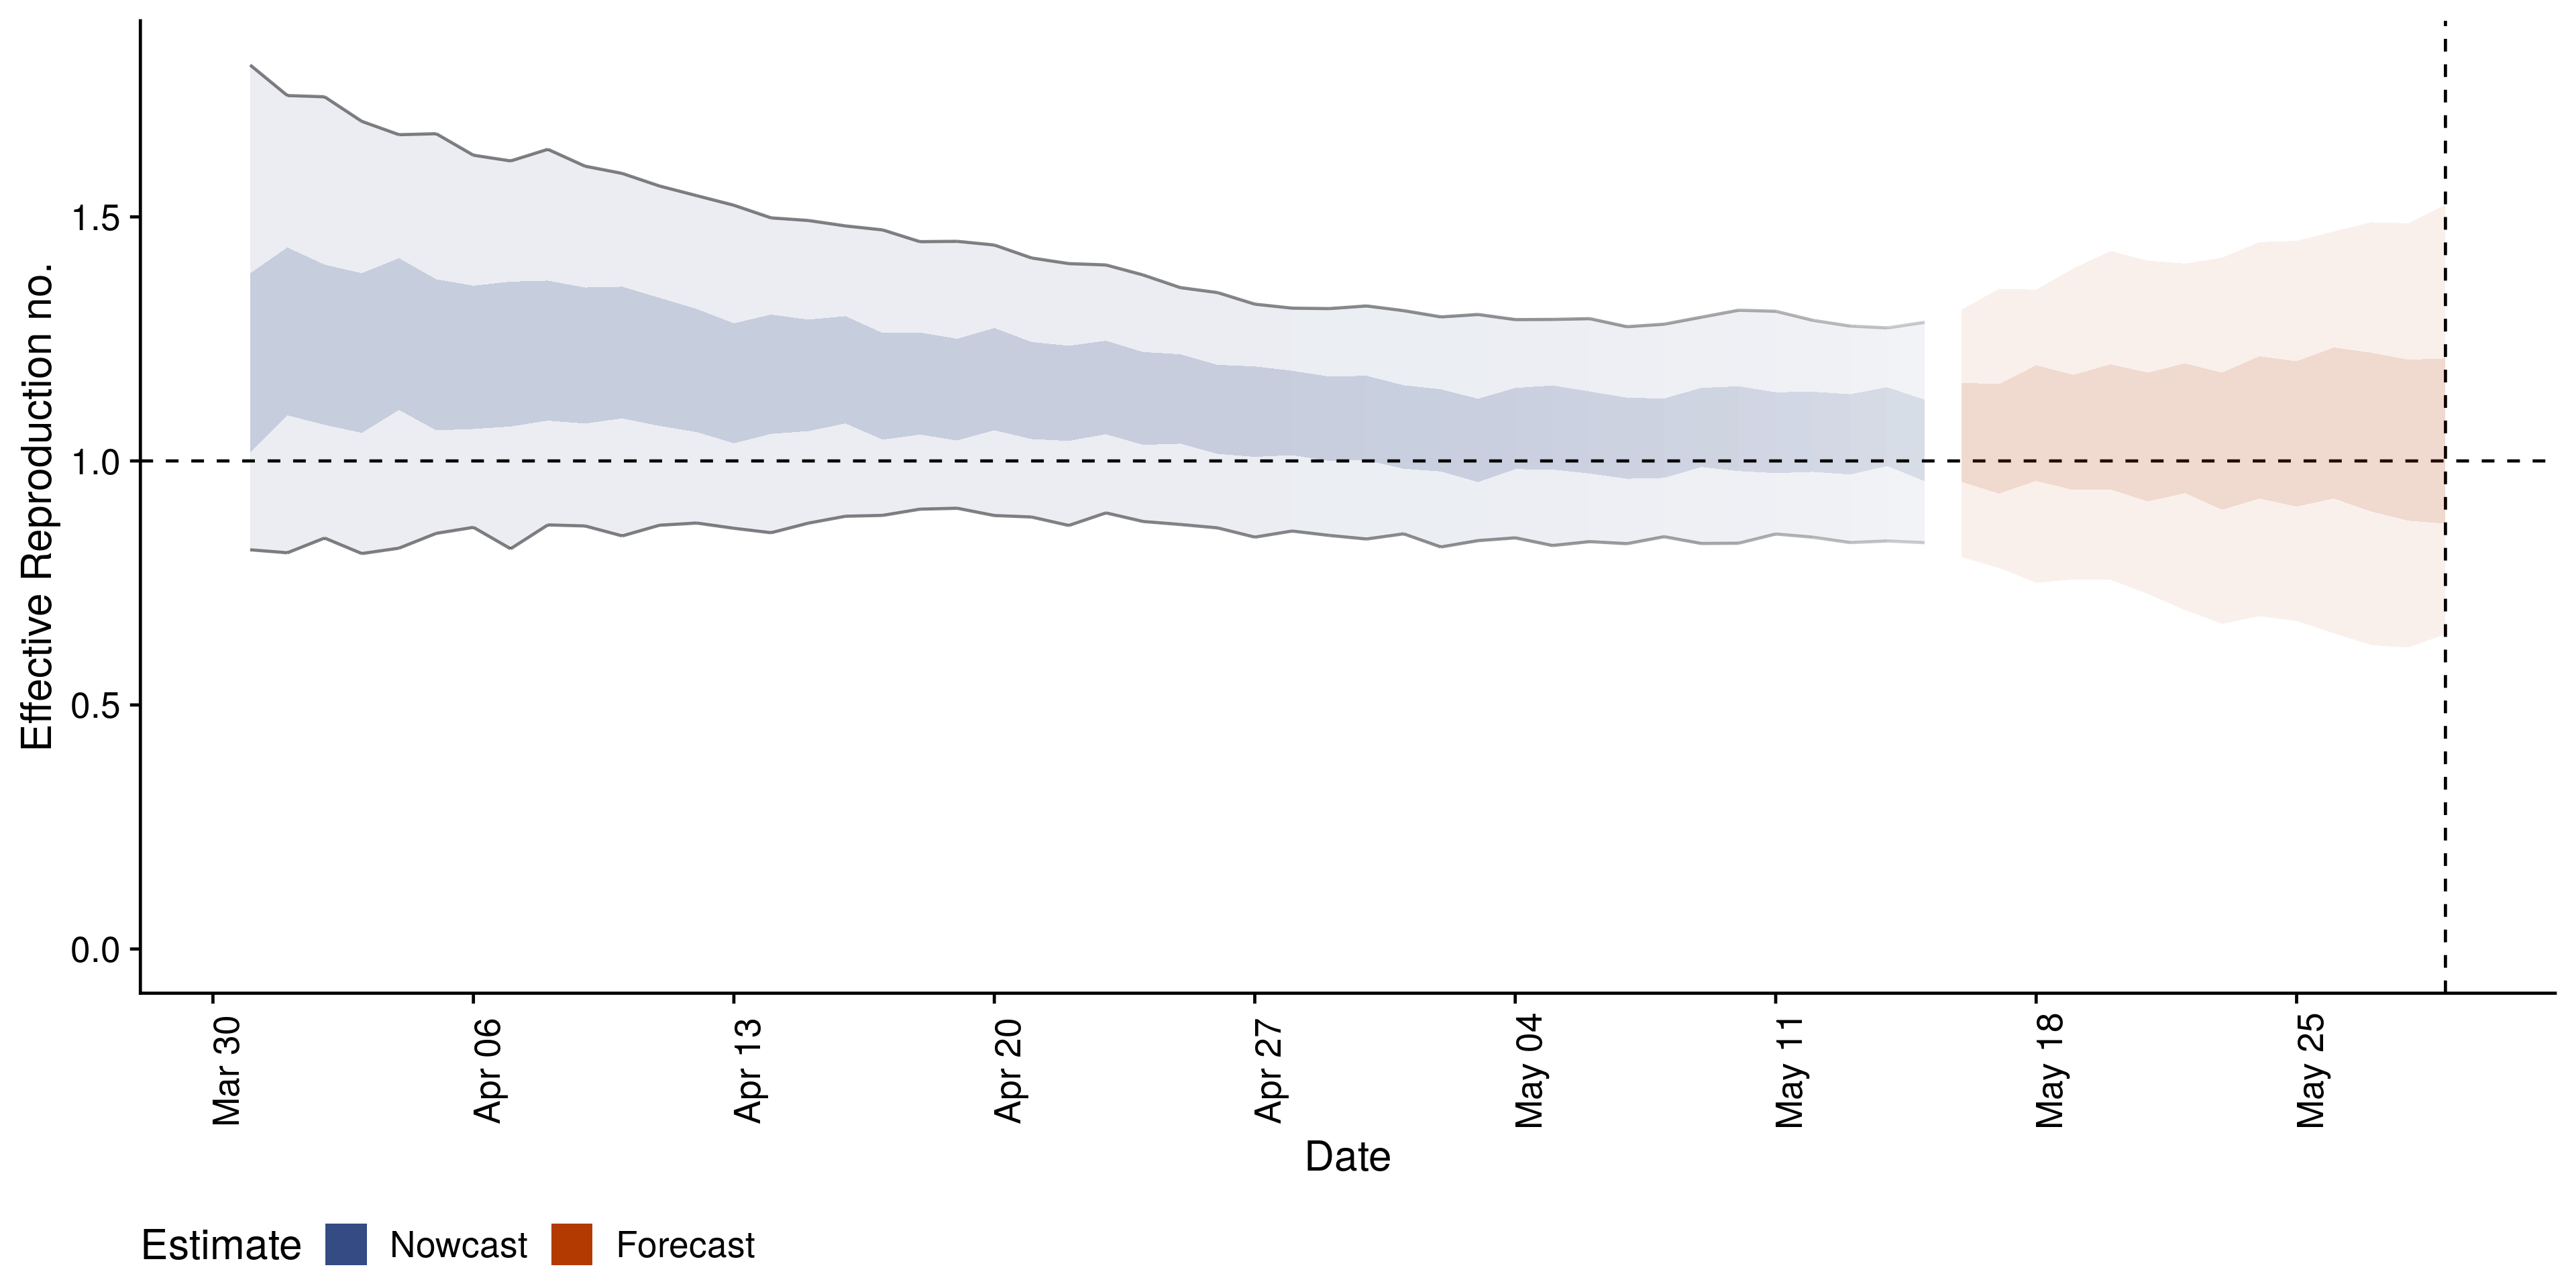 Effective Reproduction no.
1.5
1.0
0.5
0.0
Mar 30
Apr 06
Apr 13
Apr 20
Apr 27
May 04
May 11
May 18
May 25
Date
Estimate Nowcast Forecast